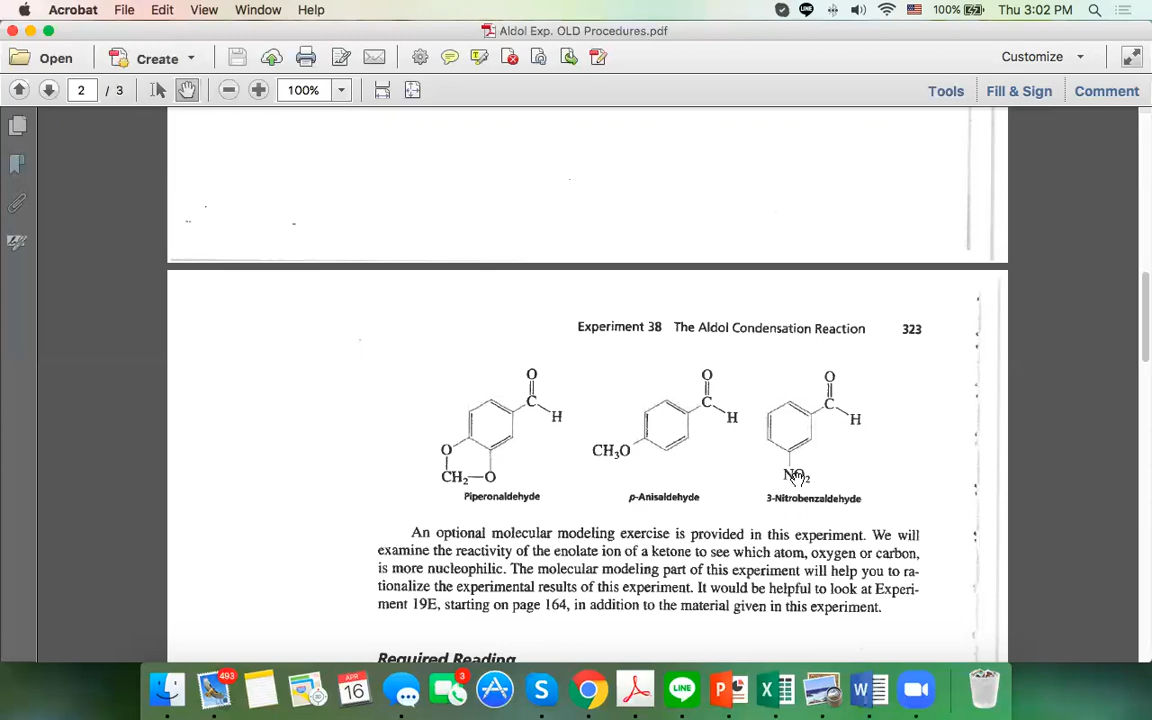 Acrobat File Edit View Window Help 100% Thu 3:02 PM
Aldol Exp. OLD Procedures.pdf
Open Create Customize
2 / 3 100% Tools Fill & Sign Comment
Experiment 38 The Aldol Condensation Reaction 323
O O O
C C C
H H H
O CH3O
CH2—O NO2
Piperonaldehyde p-Anisaldehyde 3-Nitrobenzaldehyde
An optional molecular modeling exercise is provided in this experiment. We will
examine the reactivity of the enolate ion of a ketone to see which atom, oxygen or carbon,
is more nucleophilic. The molecular modeling part of this experiment will help you to ra-
tionalize the experimental results of this experiment. It would be helpful to look at Experi-
ment 19E, starting on page 164, in addition to the material given in this experiment.
Required Reading
493 APR 16 3 LINE